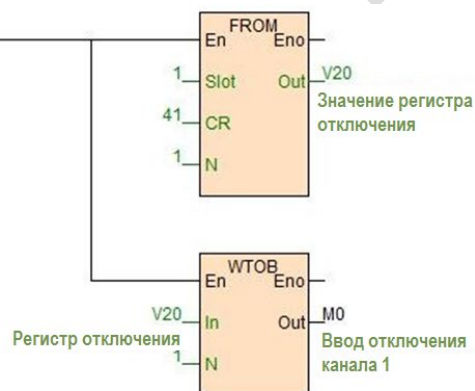 FROM
En Eno
1 Slot Out V20
Значение регистра
отключения
41 CR
1 N
WTOB
En Eno
V20 In Out M0
Регистр отключения
Ввод отключения
канала 1
1 N